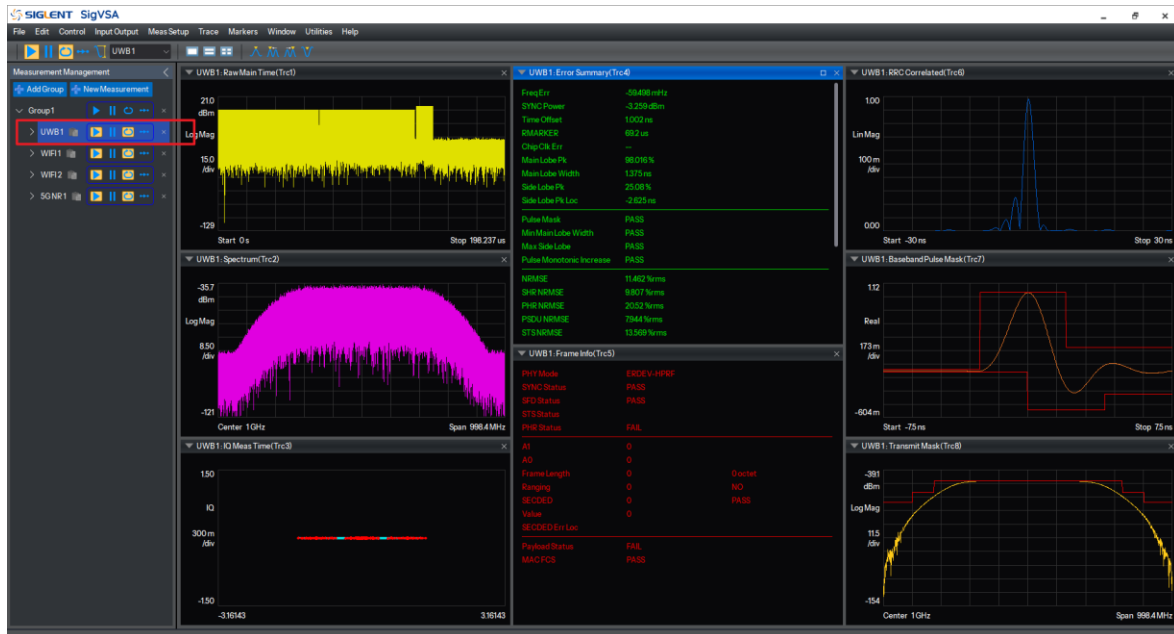 SIGLENT SigVSA
File Edit Control Input Output Meas Setup Trace Markers Window Utilities Help
UWB1
Measurement Management
Add Group New Measurement
Group1
UWB1
WIFI1
WIFI2
5GNR1
UWB1: Raw Main Time(Trc1)
21.0
dBm
Log Mag
15.0
/div
-129
Start 0 s Stop 198.237 us
UWB1: Spectrum(Trc2)
-35.7
dBm
Log Mag
8.50
/div
-121
Center 1 GHz Span 998.4 MHz
UWB1: IQ Meas Time(Trc3)
1.50
IQ
300 m
/div
-1.50
-3.16143 3.16143
UWB1: Error Summary(Trc4)
Freq Err -59.498 mHz
SYNC Power -3.259 dBm
Time Offset 1.002 ns
RMARKER 69.2 us
Chip Clk Err --
Main Lobe Pk 98.016 %
Main Lobe Width 1.375 ns
Side Lobe Pk 25.08 %
Side Lobe Pk Loc -2.625 ns
Pulse Mask PASS
Min Main Lobe Width PASS
Max Side Lobe PASS
Pulse Monotonic Increase PASS
NRMSE 11.462 %rms
SHR NRMSE 9.807 %rms
PHR NRMSE 20.52 %rms
PSDU NRMSE 79.44 %rms
STS NRMSE 13.569 %rms
UWB1: Frame Info(Trc5)
PHY Mode ERDEV-HPRF
SYNC Status PASS
SFD Status PASS
STS Status
PHR Status FAIL
A1 0
A0 0
Frame Length 0 0 octet
Ranging 0 NO
SECDED 0 PASS
Value 0
SECDED Err Loc
Payload Status FAIL
MAC FCS PASS
UWB1: RRC Correlated(Trc6)
1.00
Lin Mag
100 m
/div
0.00
Start -30 ns Stop 30 ns
UWB1: Baseband Pulse Mask(Trc7)
1.12
Real
173 m
/div
-604 m
Start -7.5 ns Stop 7.5 ns
UWB1: Transmit Mask(Trc8)
-39.1
dBm
Log Mag
11.5
/div
-154
Center 1 GHz Span 998.4 MHz